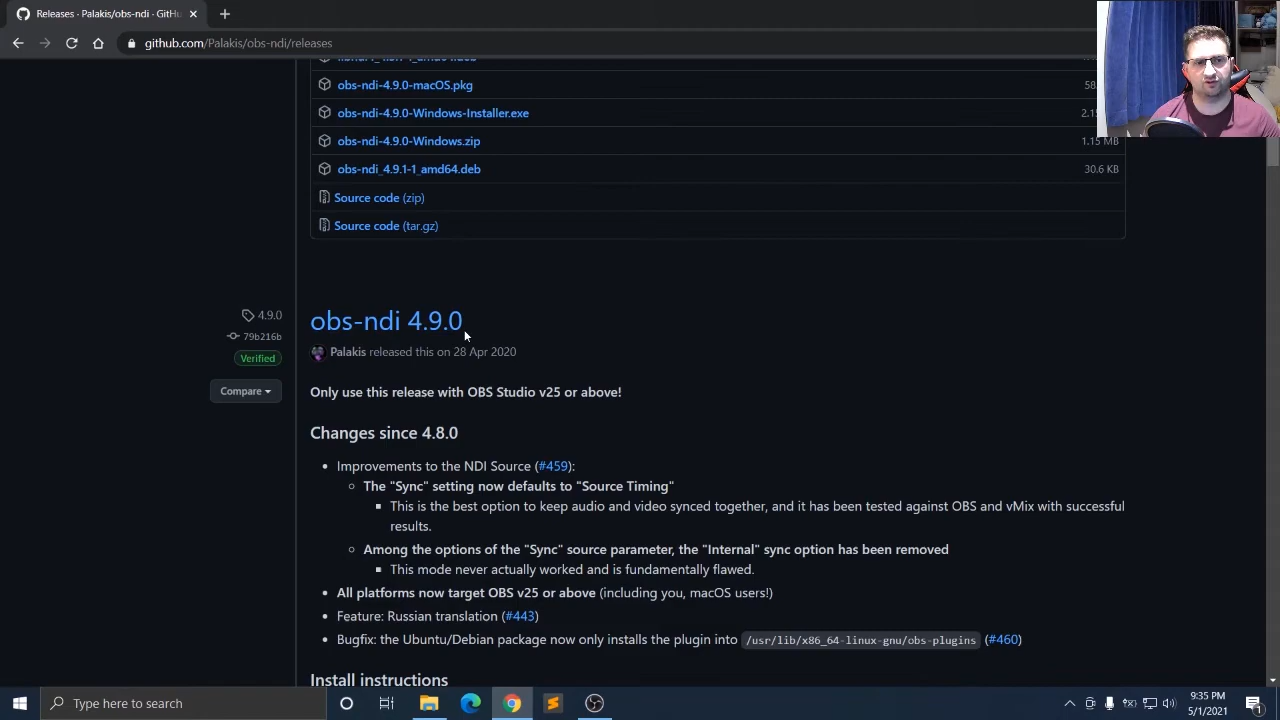 Releases · Palakis/obs-ndi · GitHu
github.com/Palakis/obs-ndi/releases
obs-ndi-4.9.0-macOS.pkg
58.
obs-ndi-4.9.0-Windows-Installer.exe
obs-ndi-4.9.0-Windows.zip
1.15 MB
obs-ndi_4.9.1-1_amd64.deb
30.6 KB
Source code (zip)
Source code (tar.gz)
4.9.0
79b216b
Verified
Compare
obs-ndi 4.9.0
Palakis released this on 28 Apr 2020
Only use this release with OBS Studio v25 or above!
Changes since 4.8.0
Improvements to the NDI Source (#459):
The "Sync" setting now defaults to "Source Timing"
This is the best option to keep audio and video synced together, and it has been tested against OBS and vMix with successful
results.
Among the options of the "Sync" source parameter, the "Internal" sync option has been removed
This mode never actually worked and is fundamentally flawed.
All platforms now target OBS v25 or above (including you, macOS users!)
Feature: Russian translation (#443)
Bugfix: the Ubuntu/Debian package now only installs the plugin into /usr/lib/x86_64-linux-gnu/obs-plugins (#460)
Install instructions
Type here to search
9:35 PM
5/1/2021
1